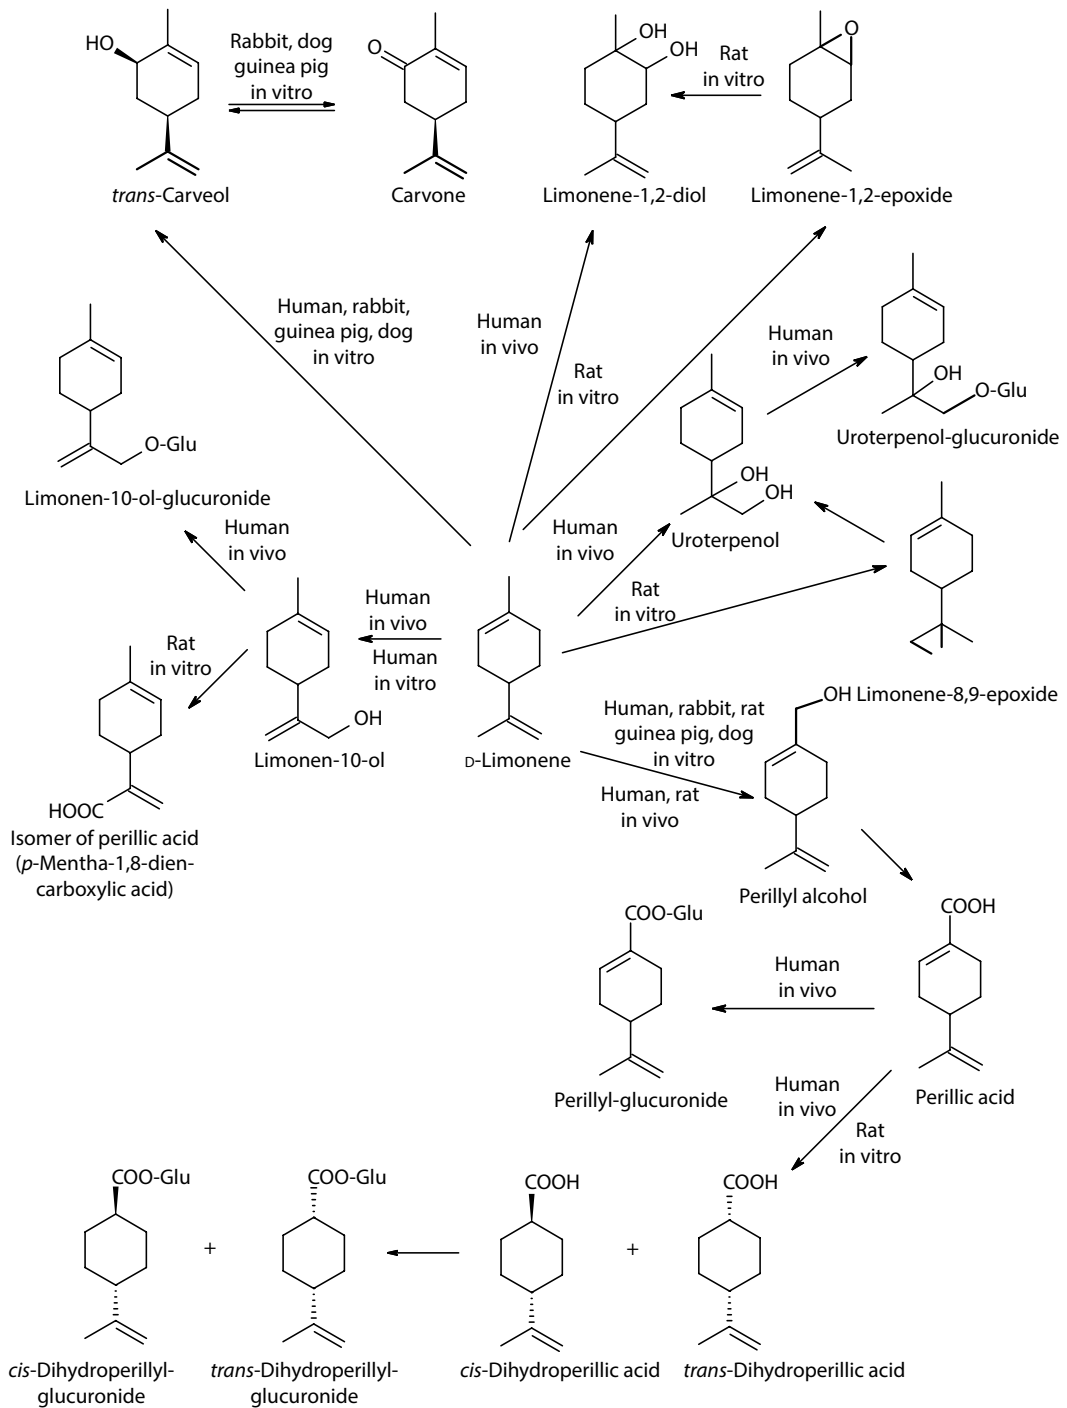 HO
Rabbit, dog
guinea pig
in vitro
O
OH
OH
Rat
in vitro
O
trans-Carveol
Carvone
Limonene-1,2-diol
Limonene-1,2-epoxide
Human, rabbit,
guinea pig, dog
in vitro
Human
in vivo
Rat
in vitro
Human
in vivo
OH
O-Glu
Uroterpenol-glucuronide
O-Glu
Limonen-10-ol-glucuronide
OH
OH
Uroterpenol
Human
in vivo
Human
in vivo
Rat
in vitro
Human
in vivo
Human
in vitro
Rat
in vitro
OH
Limonen-10-ol
D-Limonene
OH
Limonene-8,9-epoxide
HOOC
Isomer of perillic acid
(p-Mentha-1,8-dien-
carboxylic acid)
Human, rabbit, rat
guinea pig, dog
in vitro
Human, rat
in vivo
Perillyl alcohol
COO-Glu
COOH
Human
in vivo
Perillyl-glucuronide
Perillic acid
Human
in vivo
Rat
in vitro
COO-Glu
+
COO-Glu
COOH
+
COOH
cis-Dihydroperillyl-
glucuronide
trans-Dihydroperillyl-
glucuronide
cis-Dihydroperillic acid
trans-Dihydroperillic acid